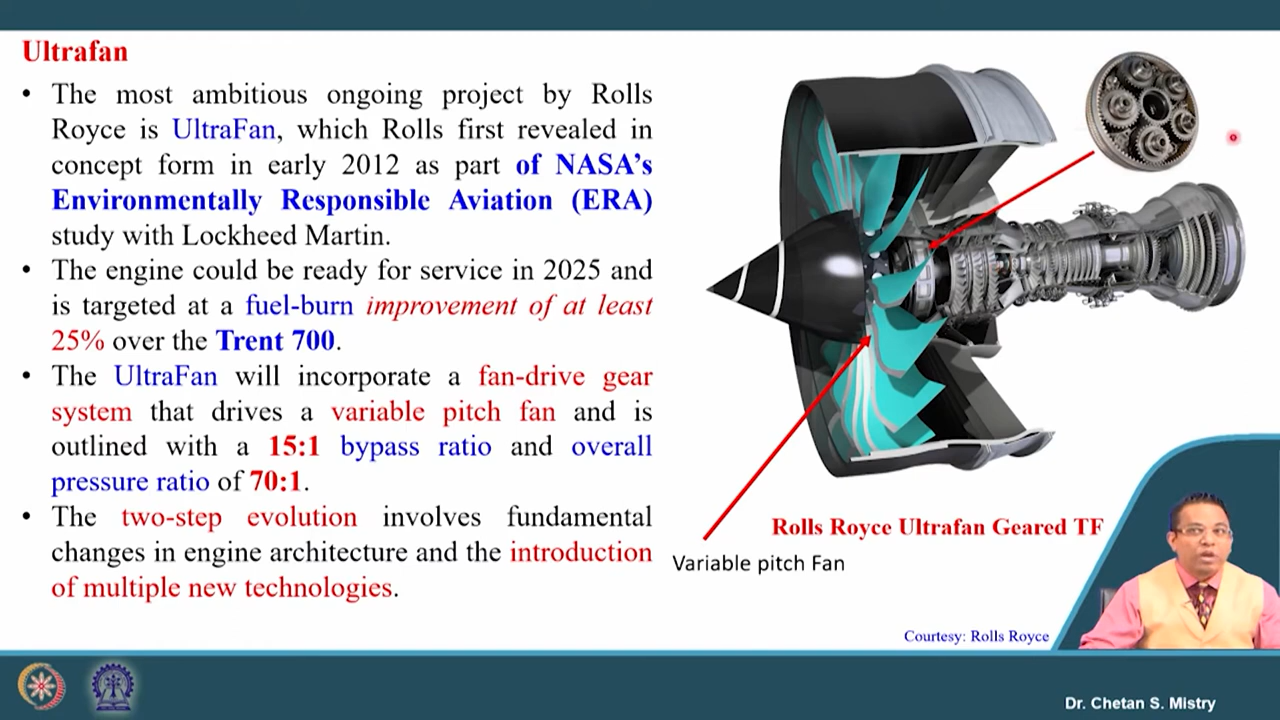 Ultrafan
• The most ambitious ongoing project by Rolls
Royce is UltraFan, which Rolls first revealed in
concept form in early 2012 as part of NASA's
Environmentally Responsible Aviation (ERA)
study with Lockheed Martin.
• The engine could be ready for service in 2025 and
is targeted at a fuel-burn improvement of at least
25% over the Trent 700.
• The UltraFan will incorporate a fan-drive gear
system that drives a variable pitch fan and is
outlined with a 15:1 bypass ratio and overall
pressure ratio of 70:1.
• The two-step evolution involves fundamental
changes in engine architecture and the introduction
of multiple new technologies.
Rolls Royce Ultrafan Geared TF
Variable pitch Fan
Courtesy: Rolls Royce
Dr. Chetan S. Mistry